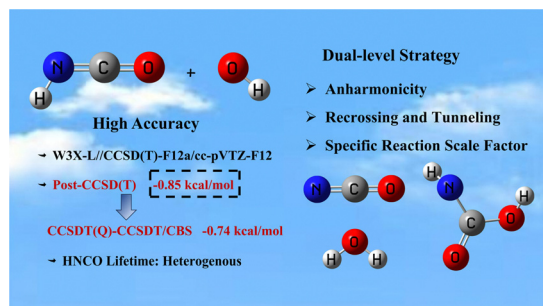 N C O + O
H H
High Accuracy
W3X-L//CCSD(T)-F12a/cc-pVTZ-F12
Post-CCSD(T) -0.85 kcal/mol
CCSDT(Q)-CCSDT/CBS -0.74 kcal/mol
HNCO Lifetime: Heterogenous
Dual-level Strategy
Anharmonicity
Recrossing and Tunneling
Specific Reaction Scale Factor
N C O
O
H H
H
N H
C
O
O